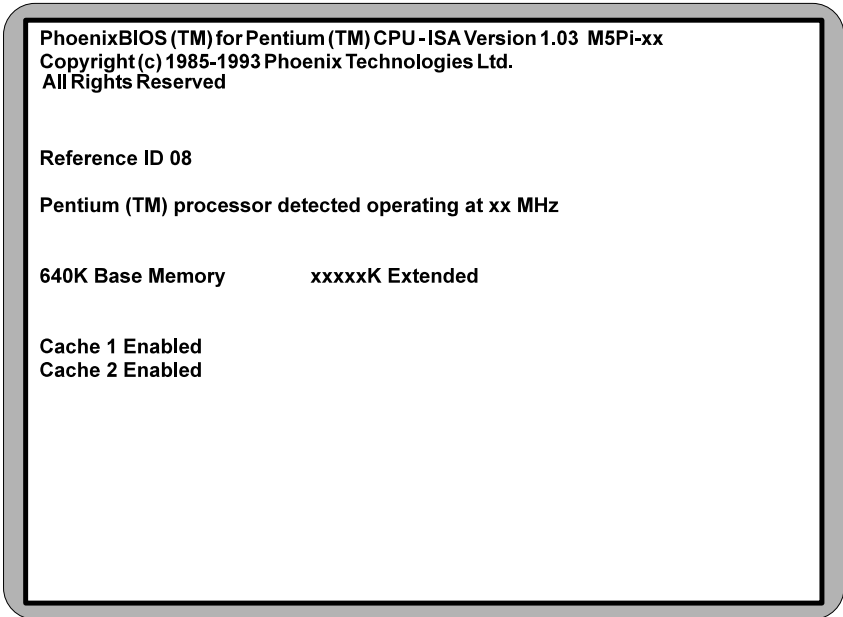 PhoenixBIOS (TM) for Pentium (TM) CPU - ISA Version 1.03 M5Pi-xx
Copyright (c) 1985-1993 Phoenix Technologies Ltd.
All Rights Reserved
Reference ID 08
Pentium (TM) processor detected operating at xx MHz
640K Base Memory xxxxxK Extended
Cache 1 Enabled
Cache 2 Enabled